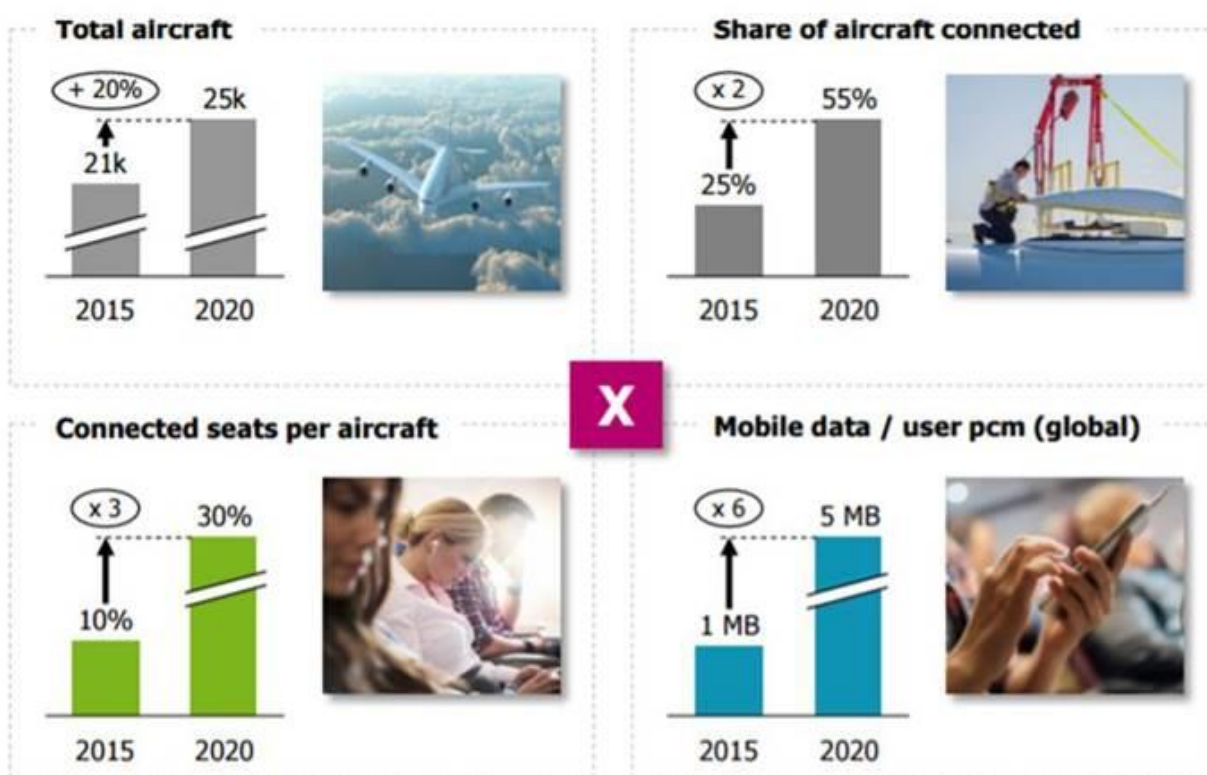 Total aircraft
+ 20%
25k
21k
2015 2020
Share of aircraft connected
x 2
55%
25%
2015 2020
X
Connected seats per aircraft
x 3
30%
10%
2015 2020
Mobile data / user pcm (global)
x 6
5 MB
1 MB
2015 2020